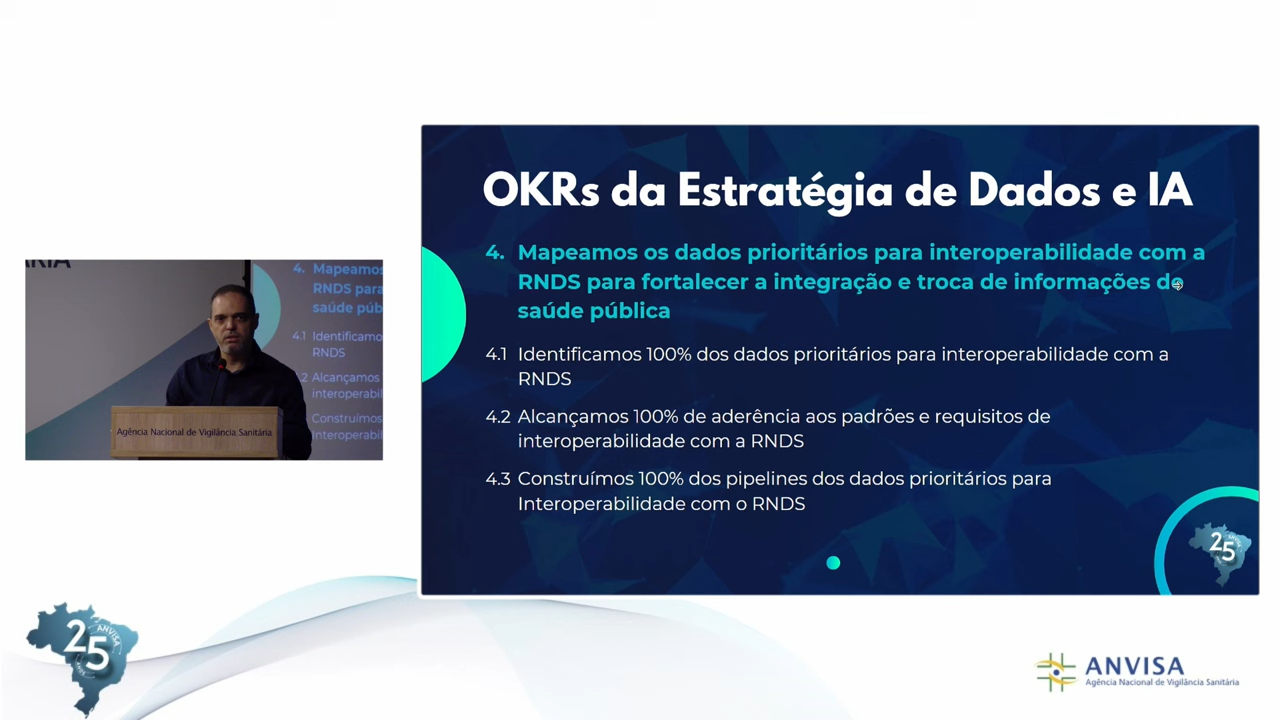 OKRs da Estratégia de Dados e IA
4. Mapeamos os dados prioritários para interoperabilidade com a
RNDS para fortalecer a integração e troca de informações de
saúde pública
4.1 Identificamos 100% dos dados prioritários para interoperabilidade com a
RNDS
4.2 Alcançamos 100% de aderência aos padrões e requisitos de
interoperabilidade com a RNDS
4.3 Construímos 100% dos pipelines dos dados prioritários para
Interoperabilidade com o RNDS
25
4. Mapeamos
RNDS para
saúde púb
4.1 Identificamo
RNDS
Alcançamos
interoperabil
Construímos
interoperabil
Agência Nacional de Vigilância Sanitária
25
ANVISA
ANVISA
Agência Nacional de Vigilância Sanitária